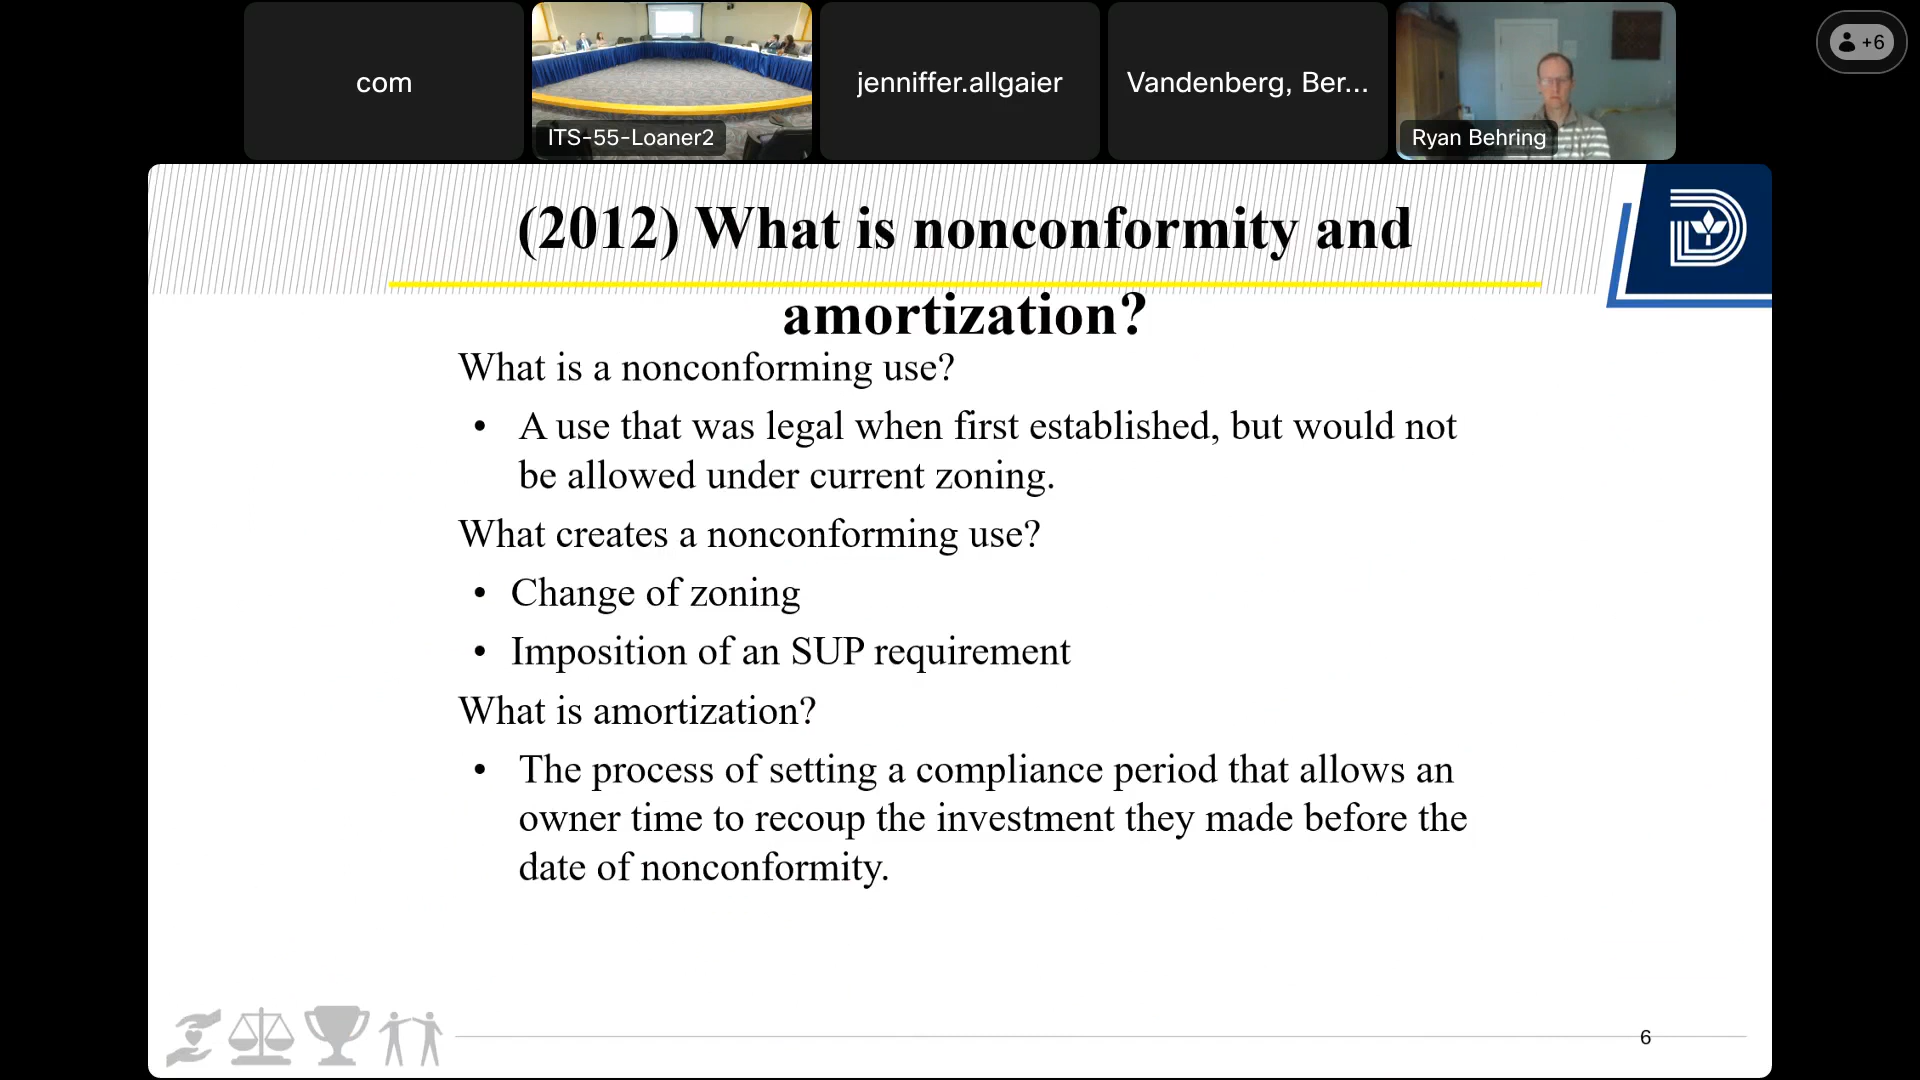 com
ITS-55-Loaner2
jenniffer.allgaier
Vandenberg, Ber...
Ryan Behring
+6
(2012) What is nonconformity and
amortization?
What is a nonconforming use?
• A use that was legal when first established, but would not
be allowed under current zoning.
What creates a nonconforming use?
• Change of zoning
• Imposition of an SUP requirement
What is amortization?
• The process of setting a compliance period that allows an
owner time to recoup the investment they made before the
date of nonconformity.
6